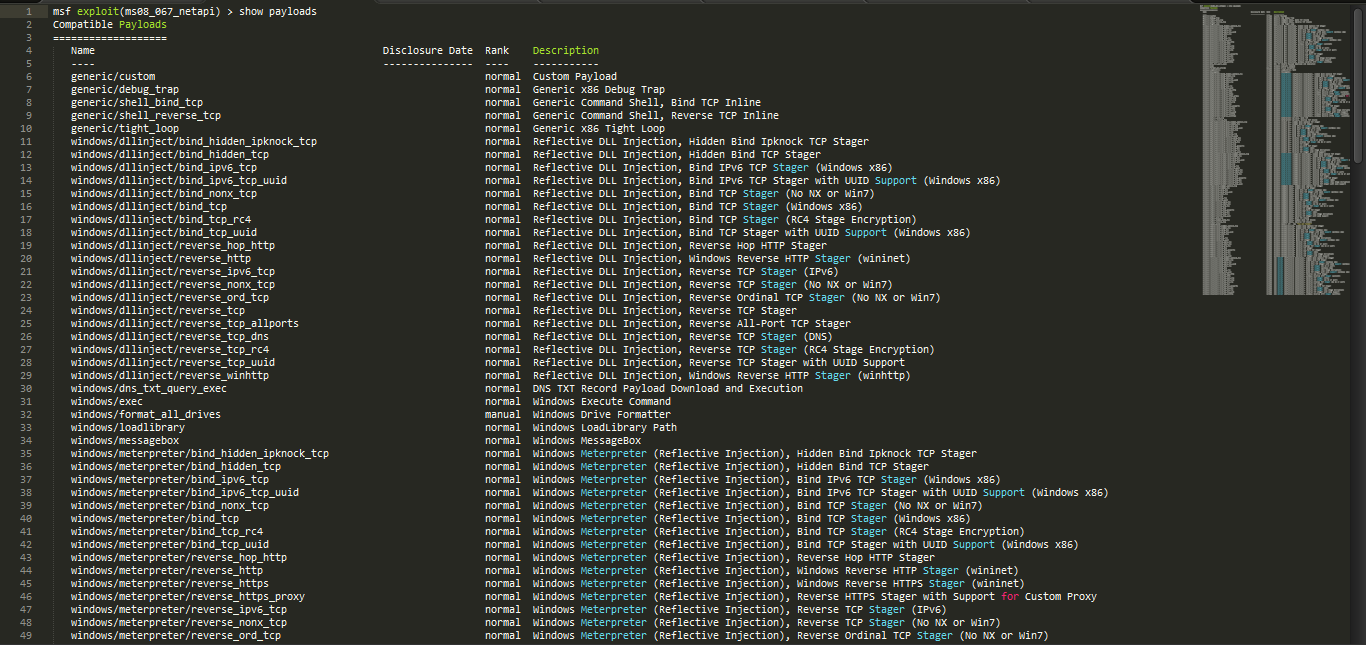 1 msf exploit(ms08_067_netapi) > show payloads
2 Compatible Payloads
3 ===================
4 Name Disclosure Date Rank Description
5 ---- --------------- ---- -----------
6 generic/custom normal Custom Payload
7 generic/debug_trap normal Generic x86 Debug Trap
8 generic/shell_bind_tcp normal Generic Command Shell, Bind TCP Inline
9 generic/shell_reverse_tcp normal Generic Command Shell, Reverse TCP Inline
10 generic/tight_loop normal Generic x86 Tight Loop
11 windows/dllinject/bind_hidden_ipknock_tcp normal Reflective DLL Injection, Hidden Bind Ipknock TCP Stager
12 windows/dllinject/bind_hidden_tcp normal Reflective DLL Injection, Hidden Bind TCP Stager
13 windows/dllinject/bind_ipv6_tcp normal Reflective DLL Injection, Bind IPv6 TCP Stager (Windows x86)
14 windows/dllinject/bind_ipv6_tcp_uuid normal Reflective DLL Injection, Bind IPv6 TCP Stager with UUID Support (Windows x86)
15 windows/dllinject/bind_nonx_tcp normal Reflective DLL Injection, Bind TCP Stager (No NX or Win7)
16 windows/dllinject/bind_tcp normal Reflective DLL Injection, Bind TCP Stager (Windows x86)
17 windows/dllinject/bind_tcp_rc4 normal Reflective DLL Injection, Bind TCP Stager (RC4 Stage Encryption)
18 windows/dllinject/bind_tcp_uuid normal Reflective DLL Injection, Bind TCP Stager with UUID Support (Windows x86)
19 windows/dllinject/reverse_hop_http normal Reflective DLL Injection, Reverse Hop HTTP Stager
20 windows/dllinject/reverse_http normal Reflective DLL Injection, Windows Reverse HTTP Stager (wininet)
21 windows/dllinject/reverse_ipv6_tcp normal Reflective DLL Injection, Reverse TCP Stager (IPv6)
22 windows/dllinject/reverse_nonx_tcp normal Reflective DLL Injection, Reverse TCP Stager (No NX or Win7)
23 windows/dllinject/reverse_ord_tcp normal Reflective DLL Injection, Reverse Ordinal TCP Stager (No NX or Win7)
24 windows/dllinject/reverse_tcp normal Reflective DLL Injection, Reverse TCP Stager
25 windows/dllinject/reverse_tcp_allports normal Reflective DLL Injection, Reverse All-Port TCP Stager
26 windows/dllinject/reverse_tcp_dns normal Reflective DLL Injection, Reverse TCP Stager (DNS)
27 windows/dllinject/reverse_tcp_rc4 normal Reflective DLL Injection, Reverse TCP Stager (RC4 Stage Encryption)
28 windows/dllinject/reverse_tcp_uuid normal Reflective DLL Injection, Reverse TCP Stager with UUID Support
29 windows/dllinject/reverse_winhttp normal Reflective DLL Injection, Windows Reverse HTTP Stager (winhttp)
30 windows/dns_txt_query_exec normal DNS TXT Record Payload Download and Execution
31 windows/exec normal Windows Execute Command
32 windows/format_all_drives manual Windows Drive Formatter
33 windows/loadlibrary normal Windows LoadLibrary Path
34 windows/messagebox normal Windows MessageBox
35 windows/meterpreter/bind_hidden_ipknock_tcp normal Windows Meterpreter (Reflective Injection), Hidden Bind Ipknock TCP Stager
36 windows/meterpreter/bind_hidden_tcp normal Windows Meterpreter (Reflective Injection), Hidden Bind TCP Stager
37 windows/meterpreter/bind_ipv6_tcp normal Windows Meterpreter (Reflective Injection), Bind IPv6 TCP Stager (Windows x86)
38 windows/meterpreter/bind_ipv6_tcp_uuid normal Windows Meterpreter (Reflective Injection), Bind IPv6 TCP Stager with UUID Support (Windows x86)
39 windows/meterpreter/bind_nonx_tcp normal Windows Meterpreter (Reflective Injection), Bind TCP Stager (No NX or Win7)
40 windows/meterpreter/bind_tcp normal Windows Meterpreter (Reflective Injection), Bind TCP Stager (Windows x86)
41 windows/meterpreter/bind_tcp_rc4 normal Windows Meterpreter (Reflective Injection), Bind TCP Stager (RC4 Stage Encryption)
42 windows/meterpreter/bind_tcp_uuid normal Windows Meterpreter (Reflective Injection), Bind TCP Stager with UUID Support (Windows x86)
43 windows/meterpreter/reverse_hop_http normal Windows Meterpreter (Reflective Injection), Reverse Hop HTTP Stager
44 windows/meterpreter/reverse_http normal Windows Meterpreter (Reflective Injection), Windows Reverse HTTP Stager (wininet)
45 windows/meterpreter/reverse_https normal Windows Meterpreter (Reflective Injection), Windows Reverse HTTPS Stager (wininet)
46 windows/meterpreter/reverse_https_proxy normal Windows Meterpreter (Reflective Injection), Reverse HTTPS Stager with Support for Custom Proxy
47 windows/meterpreter/reverse_ipv6_tcp normal Windows Meterpreter (Reflective Injection), Reverse TCP Stager (IPv6)
48 windows/meterpreter/reverse_nonx_tcp normal Windows Meterpreter (Reflective Injection), Reverse TCP Stager (No NX or Win7)
49 windows/meterpreter/reverse_ord_tcp normal Windows Meterpreter (Reflective Injection), Reverse Ordinal TCP Stager (No NX or Win7)